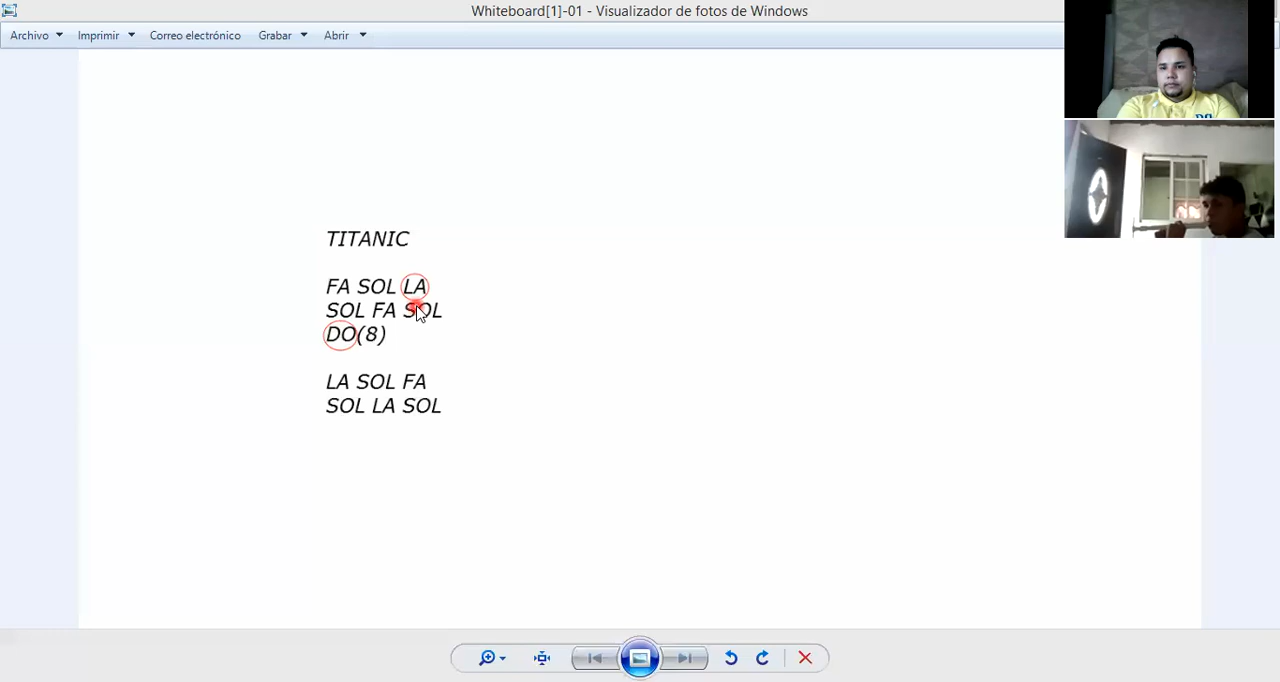 Whiteboard[1]-01 - Visualizador de fotos de Windows
Archivo Imprimir Correo electrónico Grabar Abrir
TITANIC
FA SOL LA
SOL FA SOL
DO(8)
LA SOL FA
SOL LA SOL